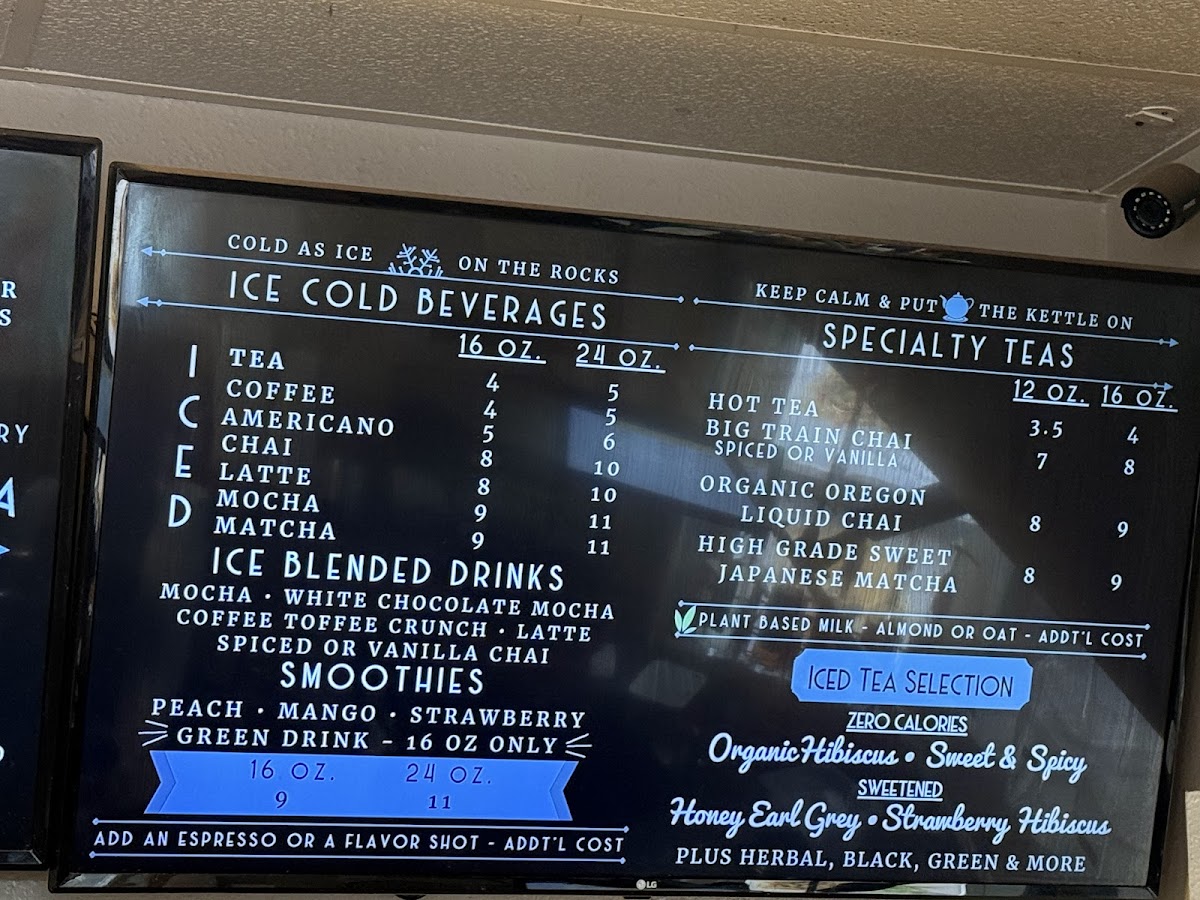 R
S
RY
A
COLD AS ICE ON THE ROCKS
ICE COLD BEVERAGES
16 OZ. 24 OZ.
ICED
TEA 4 5
COFFEE 4 5
AMERICANO 5 6
CHAI 8 10
LATTE 8 10
MOCHA 9 11
MATCHA 9 11
ICE BLENDED DRINKS
MOCHA • WHITE CHOCOLATE MOCHA
COFFEE TOFFEE CRUNCH • LATTE
SPICED OR VANILLA CHAI
SMOOTHIES
PEACH • MANGO • STRAWBERRY
GREEN DRINK - 16 OZ ONLY
16 OZ. 24 OZ.
9 11
ADD AN ESPRESSO OR A FLAVOR SHOT - ADDT'L COST
KEEP CALM & PUT THE KETTLE ON
SPECIALTY TEAS
12 OZ. 16 OZ.
HOT TEA 3.5 4
BIG TRAIN CHAI 7 8
SPICED OR VANILLA
ORGANIC OREGON
LIQUID CHAI 8 9
HIGH GRADE SWEET
JAPANESE MATCHA 8 9
PLANT BASED MILK - ALMOND OR OAT - ADDT'L COST
ICED TEA SELECTION
ZERO CALORIES
Organic Hibiscus • Sweet & Spicy
SWEETENED
Honey Earl Grey • Strawberry Hibiscus
PLUS HERBAL, BLACK, GREEN & MORE
LG